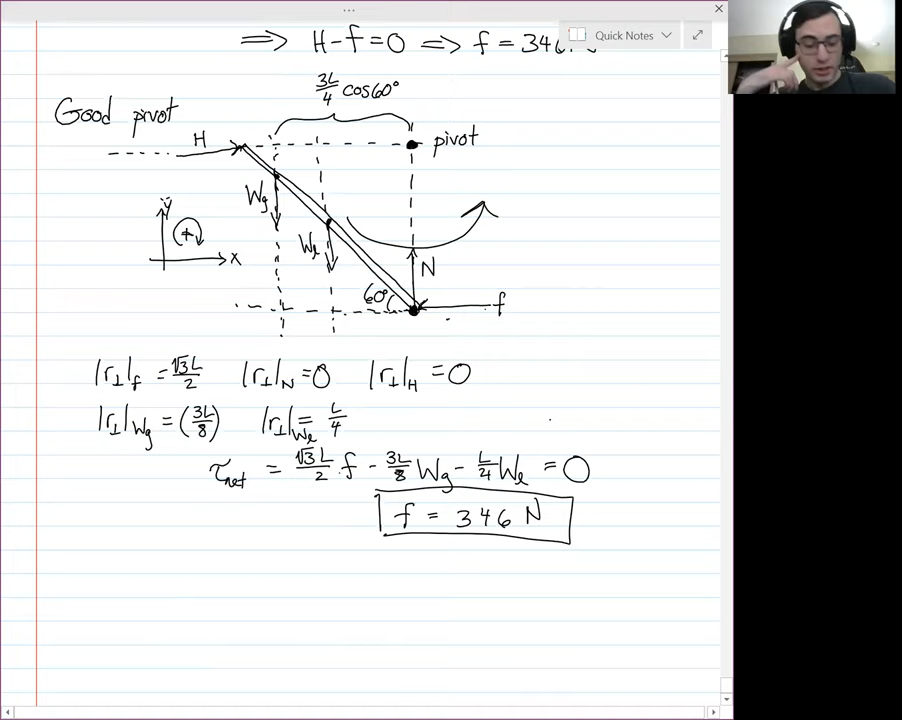 ⟹ H-f=0 ⟹ f = 346
Quick Notes
3L/4 cos60°
Good pivot
H
pivot
Wg
y
+
x
Wℓ
N
60°
f
|r⊥|f = √3L/2 |r⊥|N = 0 |r⊥|H = 0
|r⊥|Wg = (3L/8) |r⊥|Wℓ = L/4
τnet = √3L/2 · f - 3L/8 Wg - L/4 Wℓ = 0
f = 346 N